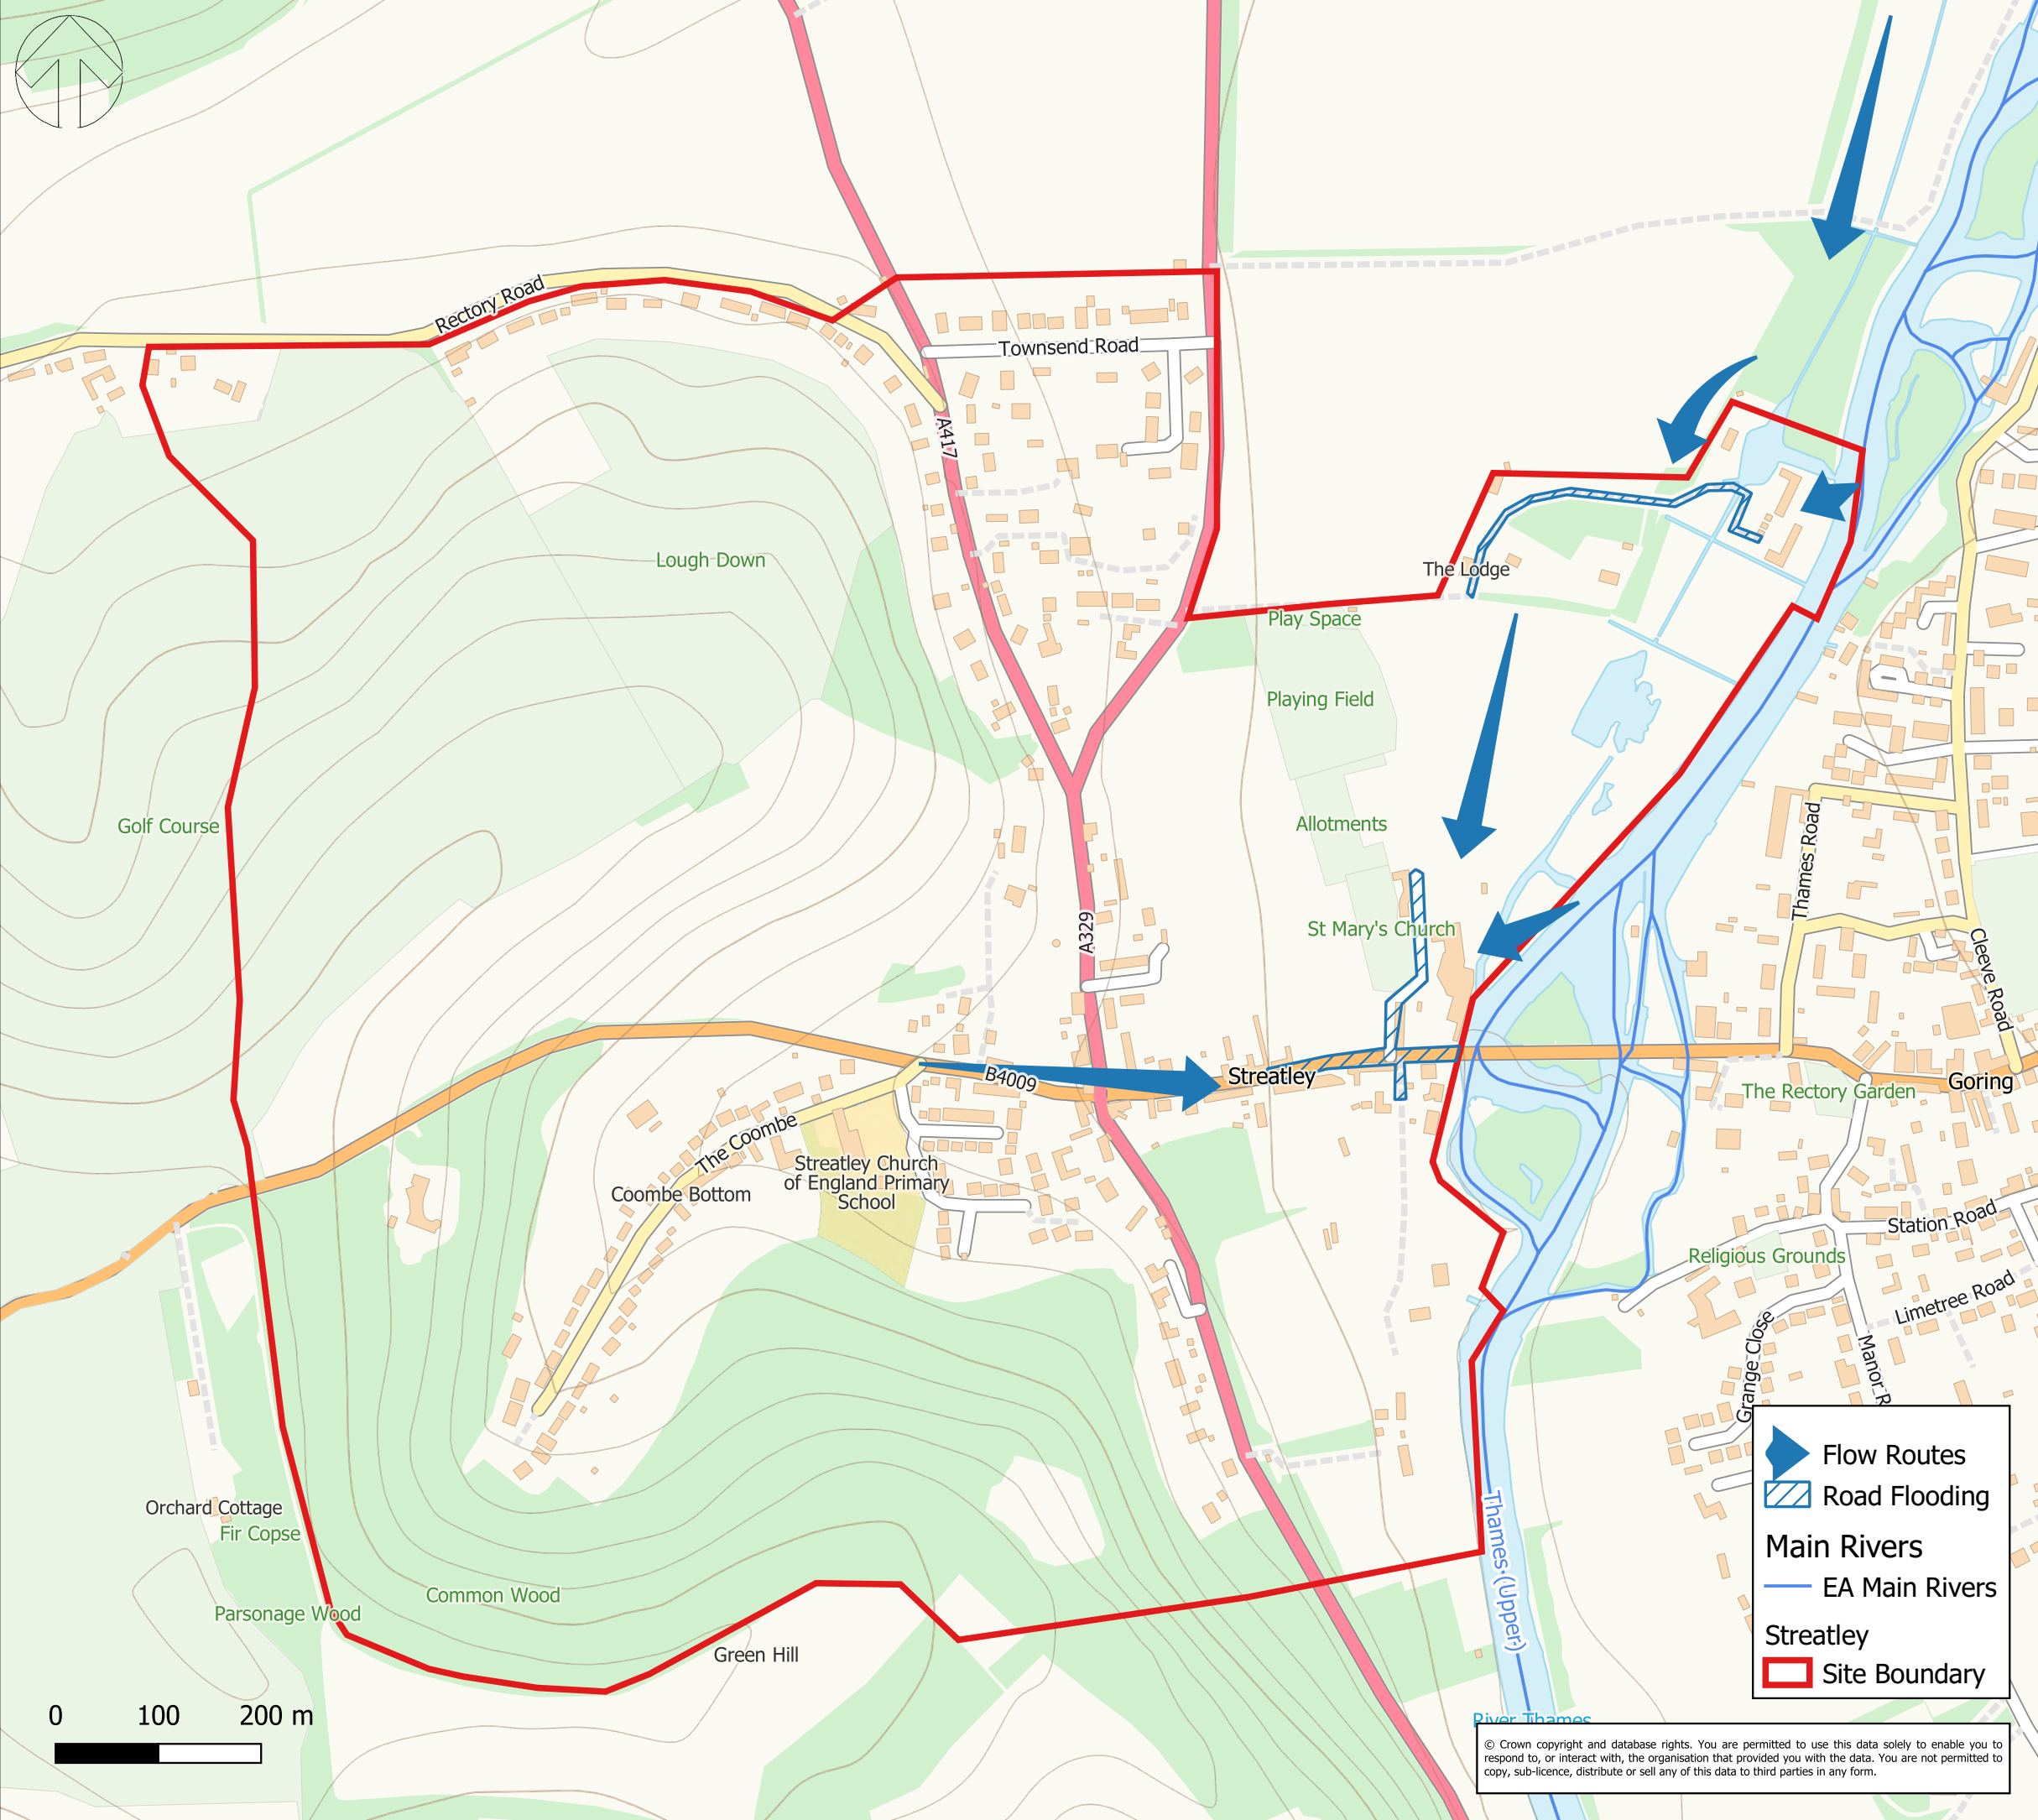 Rectory Road
Townsend Road
A417
Lough Down
The Lodge
Play Space
Playing Field
Golf Course
Allotments
Thames Road
St Mary's Church
A329
Cleeve Road
B4009
Streatley
Goring
The Rectory Garden
The Coombe
Streatley Church
of England Primary
School
Coombe Bottom
Station Road
Religious Grounds
Limetree Road
Grange Close
Manor R
Orchard Cottage
Fir Copse
Common Wood
Parsonage Wood
Green Hill
Thames (Upper)
River Thames
0 100 200 m
Flow Routes
Road Flooding
Main Rivers
EA Main Rivers
Streatley
Site Boundary
© Crown copyright and database rights. You are permitted to use this data solely to enable you to
respond to, or interact with, the organisation that provided you with the data. You are not permitted to
copy, sub-licence, distribute or sell any of this data to third parties in any form.